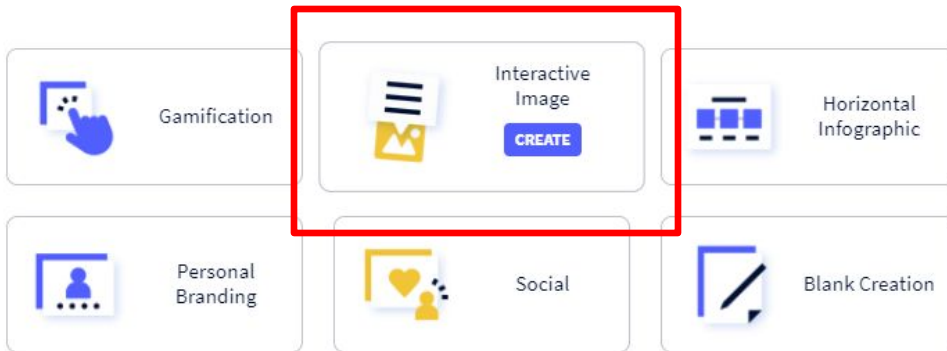 Gamification
Interactive
Image
CREATE
Horizontal
Infographic
Personal
Branding
Social
Blank Creation